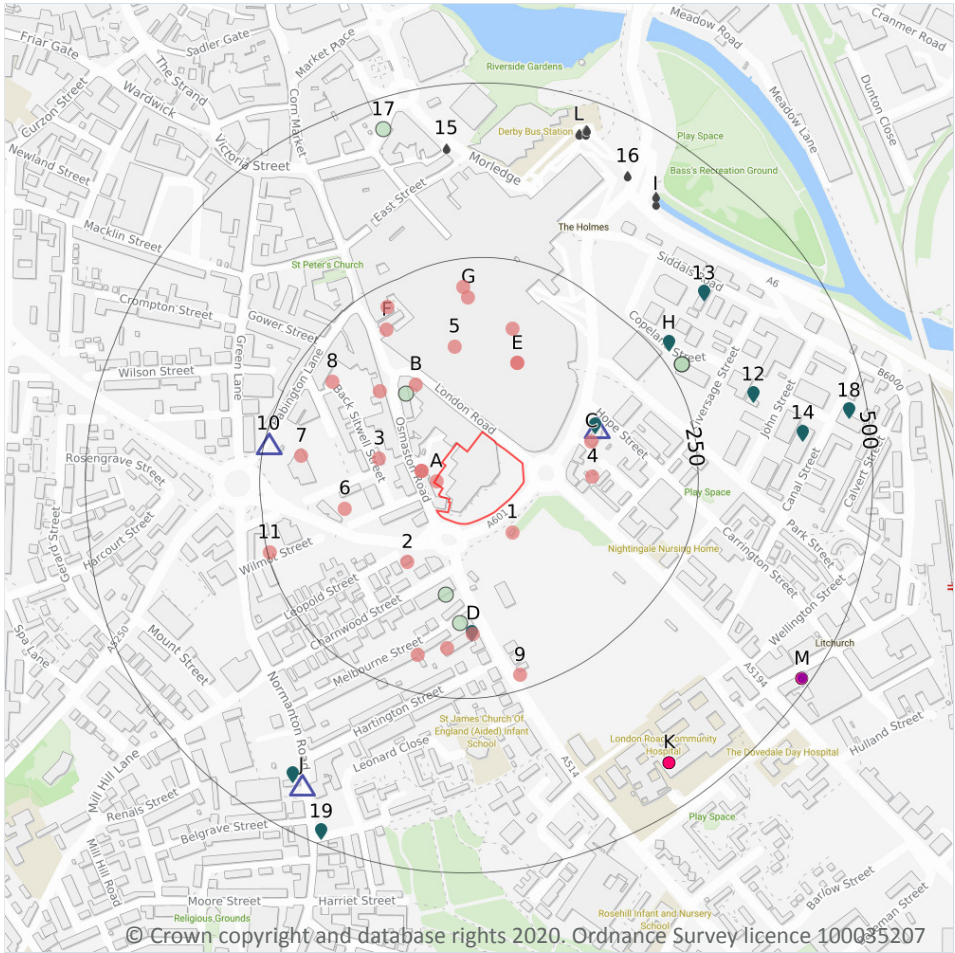 Meadow Road
Cranmer Road
Friar Gate
Sadler Gate
Market Place
The Strand
Riverside Gardens
Curzon Street
Wardwick
Corn Market
Meadow Lane
Dunton Close
17
15
L
Derby Bus Station
Play Space
Newland Street
Victoria Street
Morledge
16
Bass's Recreation Ground
East Street
I
Macklin Street
The Holmes
St Peter's Church
Siddals Road
13
A6
G
Crompton Street
F
Copeland Street
H
Gower Street
5
E
Wilson Street
Green Lane
8
B
London Road
12
18
B6000
Back Sitwell Street
Liversage Street
John Street
10
C
Hope Street
14
500
Osmaston Road
250
Rosengrave Street
7
3
A
4
Canal Street
Calvert Street
6
Play Space
A601
1
Gerard Street
Harcourt Street
11
Wilmot Street
2
Nightingale Nursing Home
Park Street
Carrington Street
Leopold Street
Charnwood Street
Wellington Street
Spa Lane
A5250
Mount Street
D
Melbourne Street
9
Litchurch
M
A5194
Normanton Road
Hartington Street
St James Church Of
England (Aided) Infant
School
London Road Community
Hospital
K
The Dovedale Day Hospital
Hulland Street
Leonard Close
A514
Mill Hill Lane
J
Renals Street
19
Belgrave Street
Play Space
Mill Hill Road
Moore Street
Harriet Street
Barlow Street
Religious Grounds
Rosehill Infant and Nursery
School
© Crown copyright and database rights 2020. Ordnance Survey licence 100035207